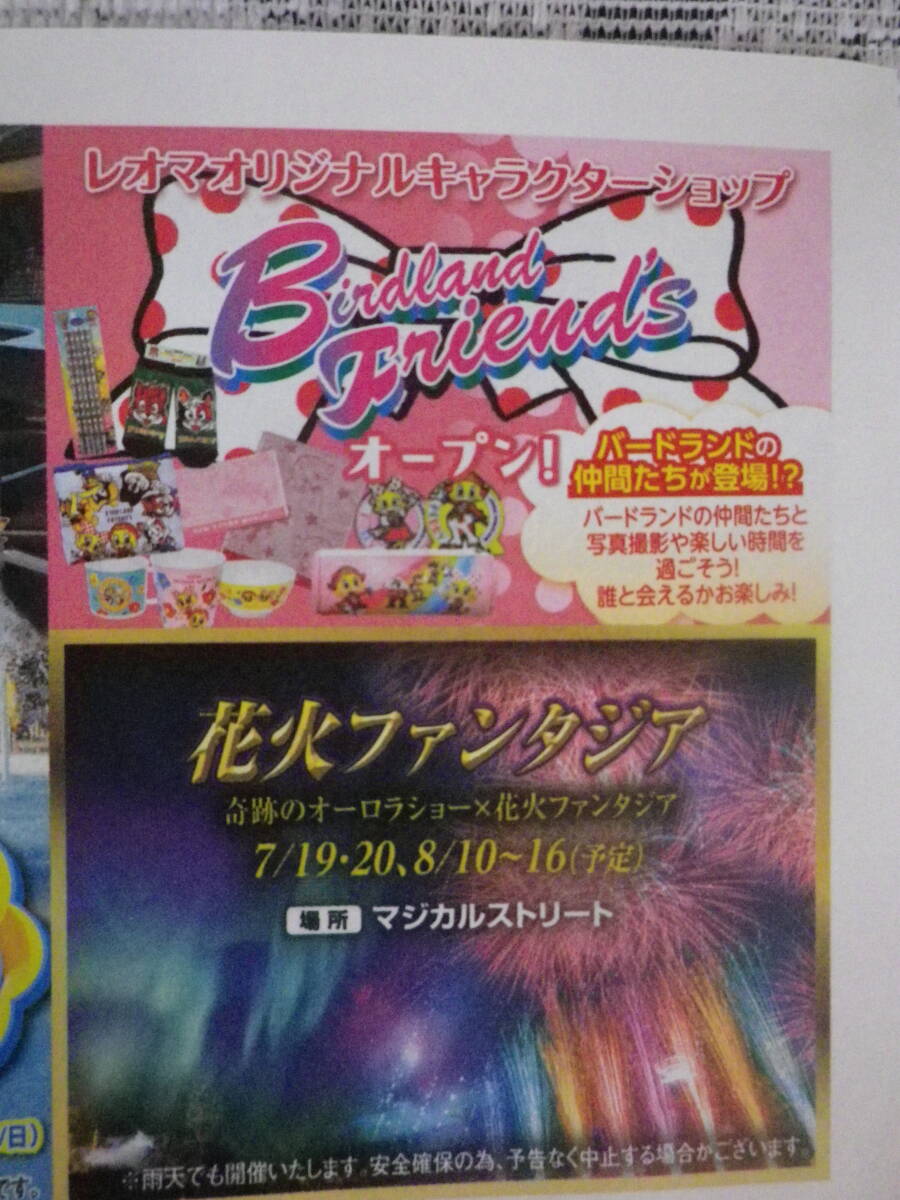 レオマオリジナルキャラクターショップ
Birdland
Friend's
オープン!
バードランドの
仲間たちが登場!?
バードランドの仲間たちと
写真撮影や楽しい時間を
過ごそう!
誰と会えるかお楽しみ!
花火ファンタジア
奇跡のオーロラショー×花火ファンタジア
7/19・20、8/10~16(予定)
場所 マジカルストリート
※雨天でも開催いたします。安全確保の為、予告なく中止する場合がございます。
/日)
です。